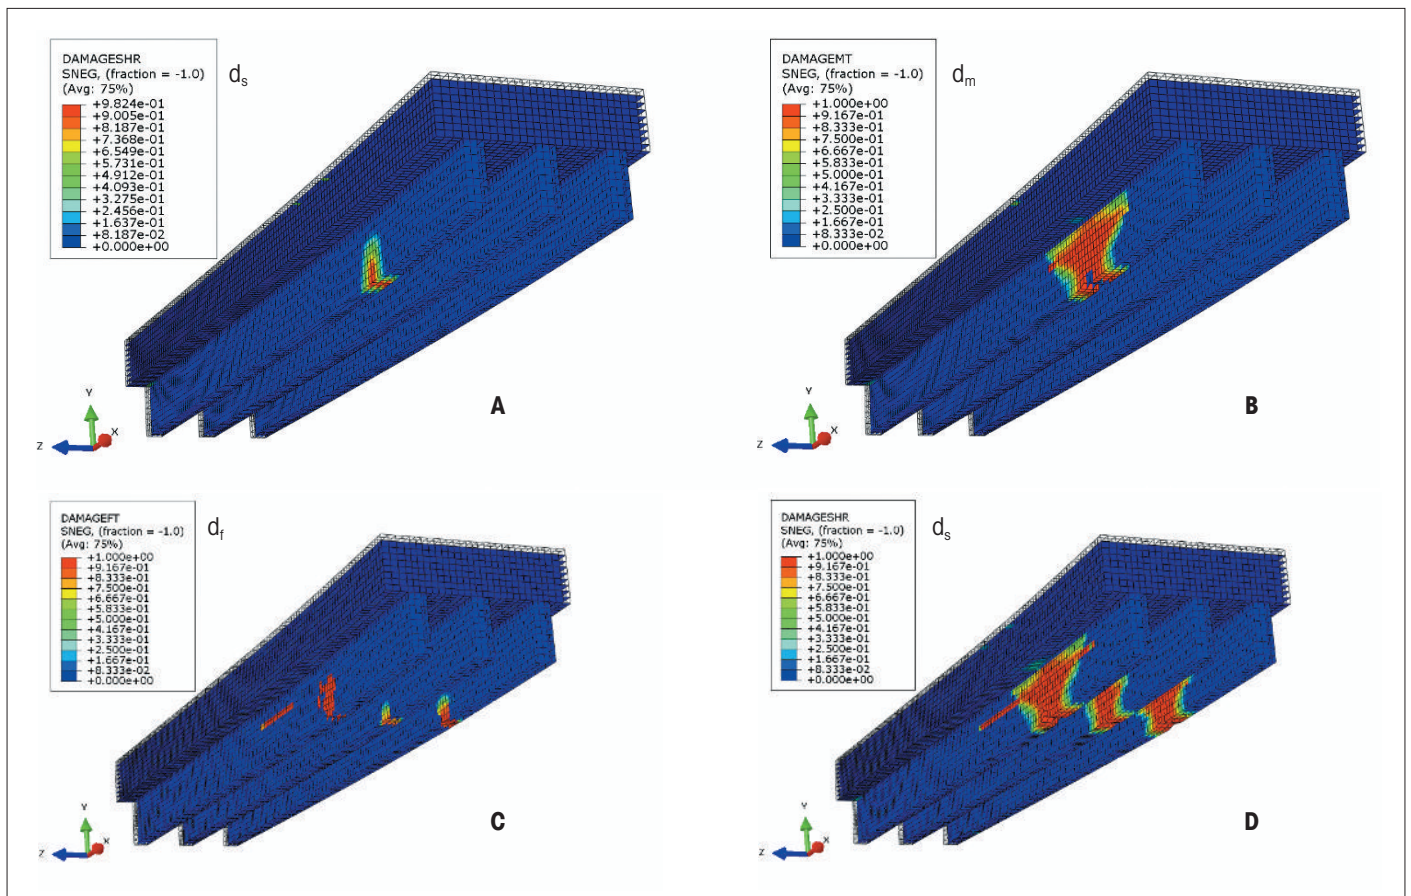 DAMAGESHR
SNEG, (fraction = -1.0)
(Avg: 75%)
+9.824e-01
+9.005e-01
+8.187e-01
+7.368e-01
+6.549e-01
+5.731e-01
+4.912e-01
+4.093e-01
+3.275e-01
+2.456e-01
+1.637e-01
+8.187e-02
+0.000e+00
ds
Y
X
Z
A
DAMAGEMT
SNEG, (fraction = -1.0)
(Avg: 75%)
+1.000e+00
+9.167e-01
+8.333e-01
+7.500e-01
+6.667e-01
+5.833e-01
+5.000e-01
+4.167e-01
+3.333e-01
+2.500e-01
+1.667e-01
+8.333e-02
+0.000e+00
dm
Y
X
Z
B
DAMAGEFT
SNEG, (fraction = -1.0)
(Avg: 75%)
+1.000e+00
+9.167e-01
+8.333e-01
+7.500e-01
+6.667e-01
+5.833e-01
+5.000e-01
+4.167e-01
+3.333e-01
+2.500e-01
+1.667e-01
+8.333e-02
+0.000e+00
df
Y
X
Z
C
DAMAGESHR
SNEG, (fraction = -1.0)
(Avg: 75%)
+1.000e+00
+9.167e-01
+8.333e-01
+7.500e-01
+6.667e-01
+5.833e-01
+5.000e-01
+4.167e-01
+3.333e-01
+2.500e-01
+1.667e-01
+8.333e-02
+0.000e+00
ds
Y
X
Z
D